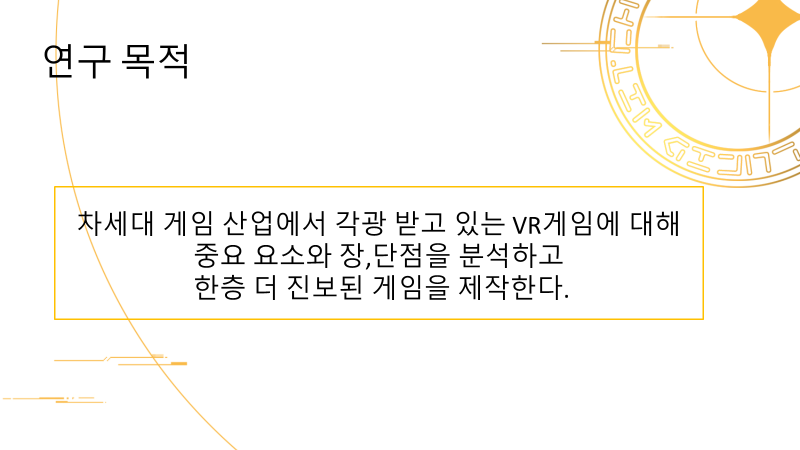 연구 목적
차세대 게임 산업에서 각광 받고 있는 VR게임에 대해
중요 요소와 장,단점을 분석하고
한층 더 진보된 게임을 제작한다.